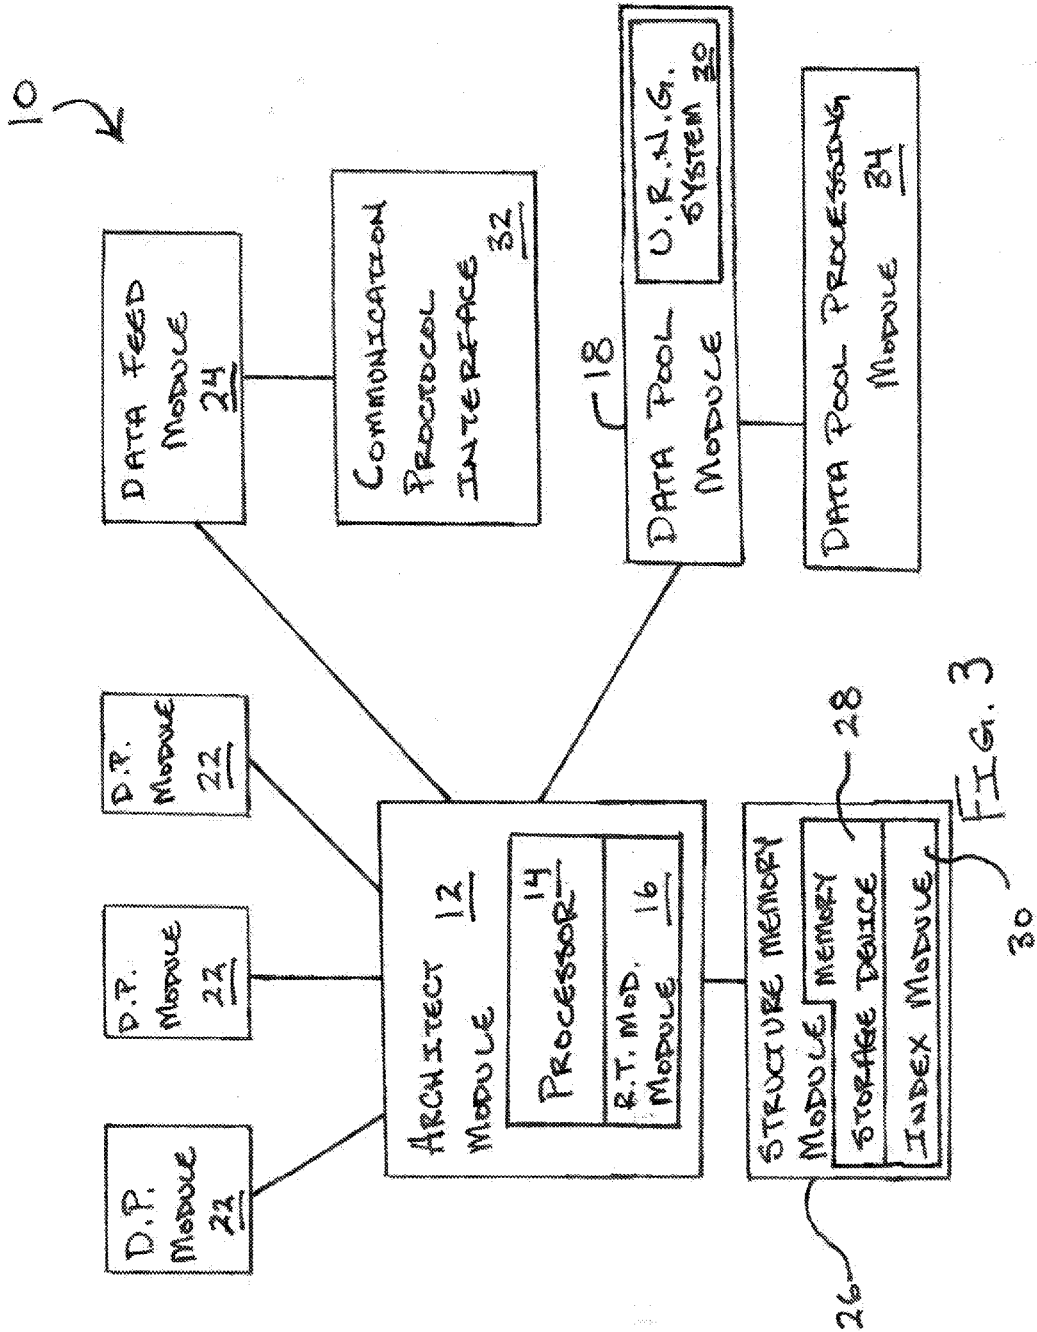 10
D.P.
MODULE
22
D.P.
MODULE
22
D.P.
MODULE
22
DATA FEED
MODULE
24
COMMUNICATION
PROCTOCOL
INTERFACE
32
ARCHITECT
MODULE
12
PROCESSOR
14
R.T. MOD.
MODULE
16
18
DATA POOL
MODULE
U.R.N.G.
SYSTEM
20
DATA POOL PROCESSING
MODULE
34
STRUCTURE MEMORY
MODULE
MEMORY
STORAGE DEVICE
INDEX MODULE
26
28
30
FIG. 3